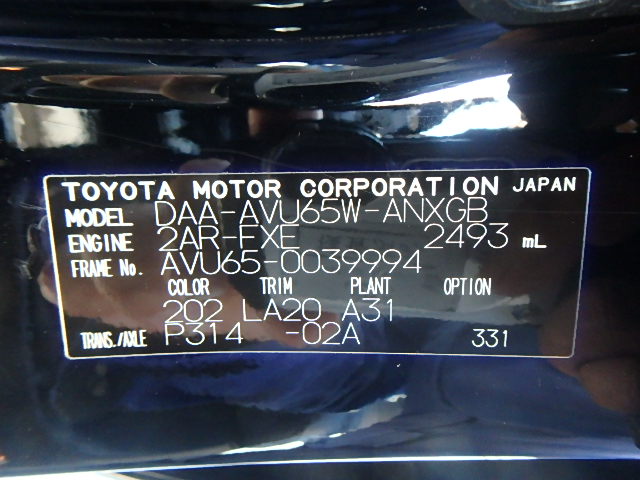 TOYOTA MOTOR CORPORATION JAPAN
MODEL DAA-AVU65W-ANXGB
ENGINE 2AR-FXE 2493 mL
FRAME No. AVU65-0039994
COLOR TRIM PLANT OPTION
202 LA20 A31
TRANS./AXLE P314 -02A 331